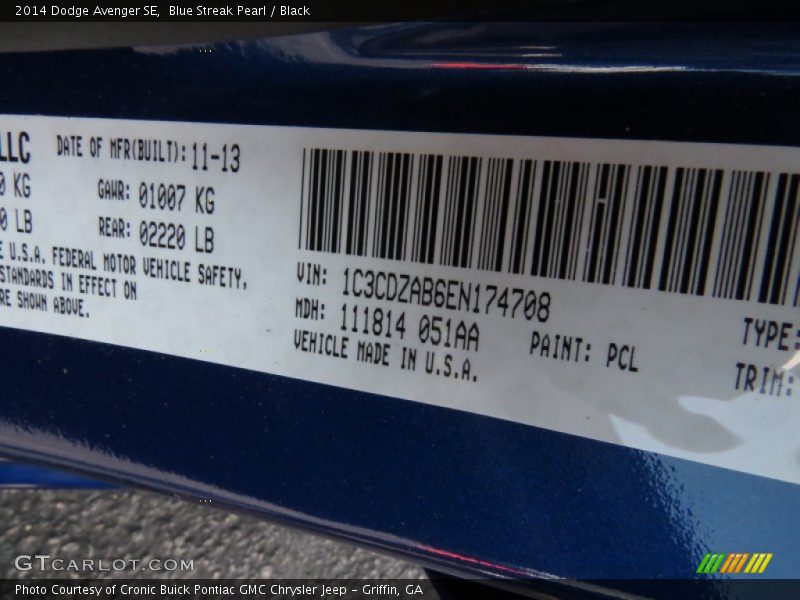 2014 Dodge Avenger SE,  Blue Streak Pearl / Black
LLC
DATE OF MFR(BUILT): 11-13
0 KG
GAWR: 01007 KG
0 LB
REAR: 02220 LB
E U.S.A. FEDERAL MOTOR VEHICLE SAFETY.
STANDARDS IN EFFECT ON
RE SHOWN ABOVE.
VIN: 1C3CDZAB6EN174708
MDH: 111814 051AA
VEHICLE MADE IN U.S.A.
PAINT: PCL
TYPE:
TRIM:
GTCARLOT.COM
Photo Courtesy of Cronic Buick Pontiac GMC Chrysler Jeep - Griffin, GA